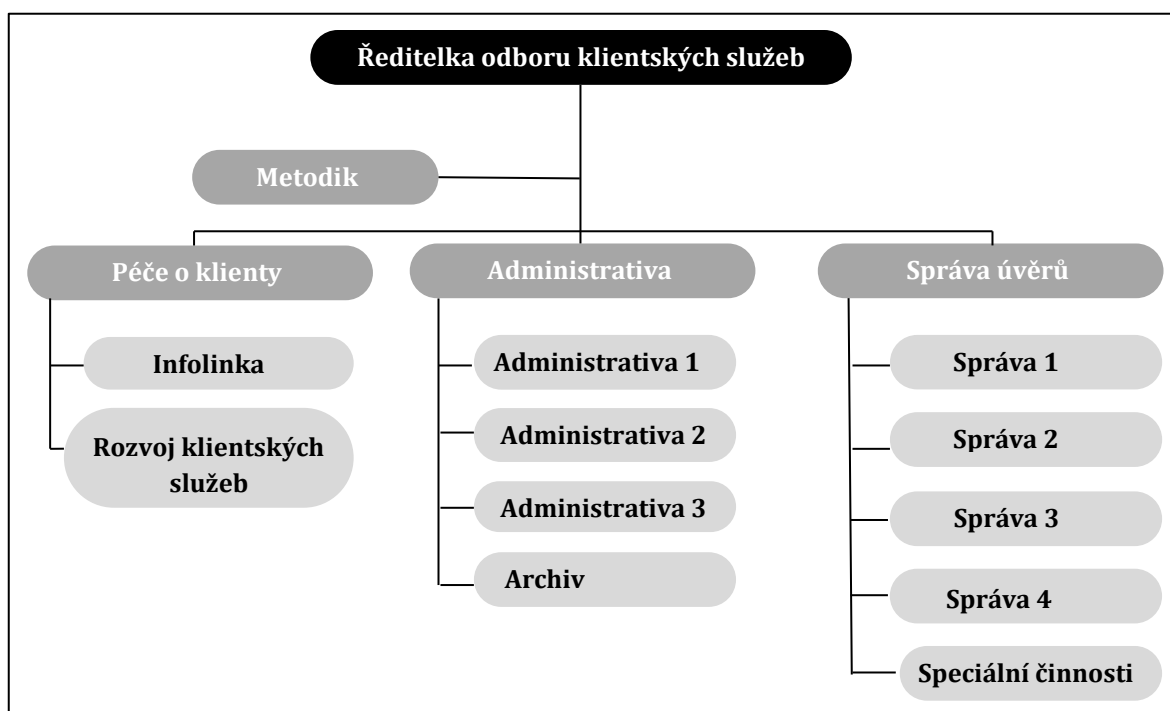 Ředitelka odboru klientských služeb
Metodik
Péče o klienty
Infolinka
Rozvoj klientských
služeb
Administrativa
Administrativa 1
Administrativa 2
Administrativa 3
Archiv
Správa úvěrů
Správa 1
Správa 2
Správa 3
Správa 4
Speciální činnosti